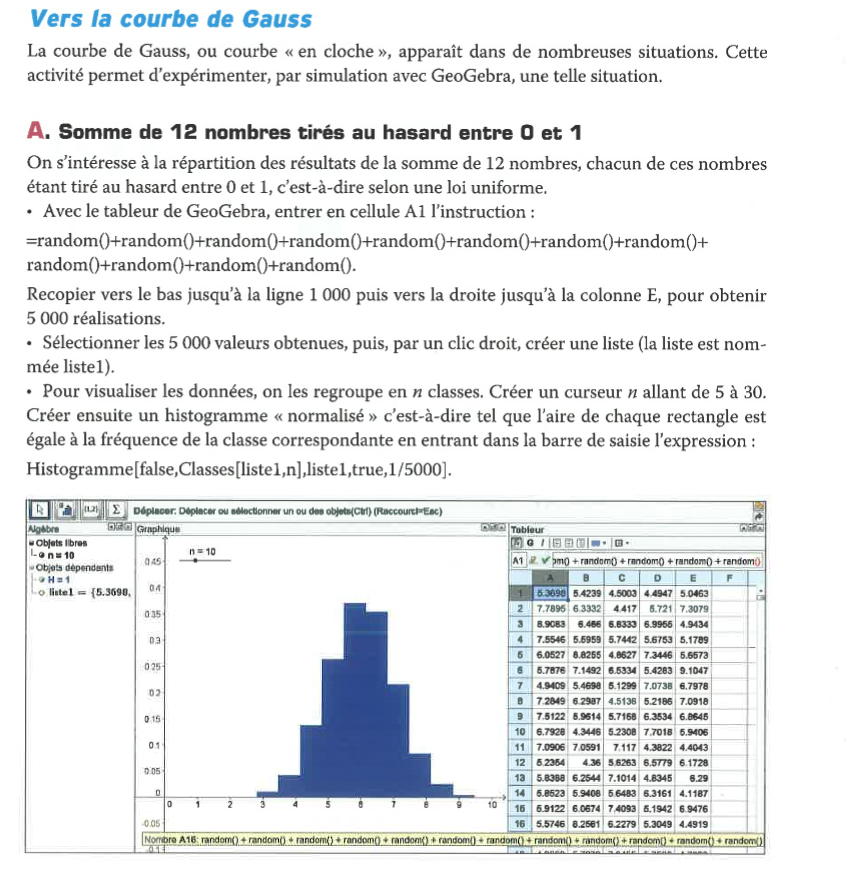 Vers la courbe de Gauss
La courbe de Gauss, ou courbe « en cloche », apparaît dans de nombreuses situations. Cette
activité permet d'expérimenter, par simulation avec GeoGebra, une telle situation.
A. Somme de 12 nombres tirés au hasard entre 0 et 1
On s'intéresse à la répartition des résultats de la somme de 12 nombres, chacun de ces nombres
étant tiré au hasard entre 0 et 1, c'est-à-dire selon une loi uniforme.
• Avec le tableur de GeoGebra, entrer en cellule A1 l'instruction :
=random()+random()+random()+random()+random()+random()+random()+random()+
random()+random()+random()+random().
Recopier vers le bas jusqu'à la ligne 1 000 puis vers la droite jusqu'à la colonne E, pour obtenir
5 000 réalisations.
• Sélectionner les 5 000 valeurs obtenues, puis, par un clic droit, créer une liste (la liste est nom-
mée liste1).
• Pour visualiser les données, on les regroupe en n classes. Créer un curseur n allant de 5 à 30.
Créer ensuite un histogramme « normalisé » c'est-à-dire tel que l'aire de chaque rectangle est
égale à la fréquence de la classe correspondante en entrant dans la barre de saisie l'expression :
Histogramme[false,Classes[liste1,n],liste1,true,1/5000].
Déplacer: Déplacer ou sélectionner un ou des objets(Ctrl) (Raccourci=Esc)
Algèbre
Objets libres
n = 10
Objets dépendants
H = 1
liste1 = {5.3698,
Graphique
n = 10
0.45
0.4
0.35
0.3
0.25
0.2
0.15
0.1
0.05
0
-0.05
0 1 2 3 4 5 6 7 8 9 10
Tableur
A1 om() + random() + random() + random() + random()
A B C D E F
1 5.3698 5.4239 4.5003 4.4947 5.0463
2 7.7895 6.3332 4.417 5.721 7.3079
3 8.9083 6.466 6.8333 6.9955 4.9434
4 7.5546 5.5959 5.7442 5.6753 5.1789
5 6.0527 8.8255 4.8627 7.3446 5.6573
6 5.7876 7.1492 6.5334 5.4283 9.1047
7 4.9409 5.4698 5.1299 7.0738 6.7978
8 7.2849 6.2987 4.5136 5.2186 7.0918
9 7.5122 8.9614 5.7168 6.3534 6.8645
10 6.7928 4.3446 5.2308 7.7018 5.9406
11 7.0906 7.0591 7.117 4.3822 4.4043
12 5.2354 4.36 5.6263 6.5779 6.1728
13 5.8388 6.2544 7.1014 4.8345 6.29
14 5.8523 5.9408 5.6483 6.3161 4.1187
15 5.9122 6.0674 7.4093 5.1942 6.9476
16 5.5746 8.2561 6.2279 5.3049 4.4919
Nombre A16: random() + random() + random() + random() + random() + random() + random() + random() + random() + random() + random() + random()